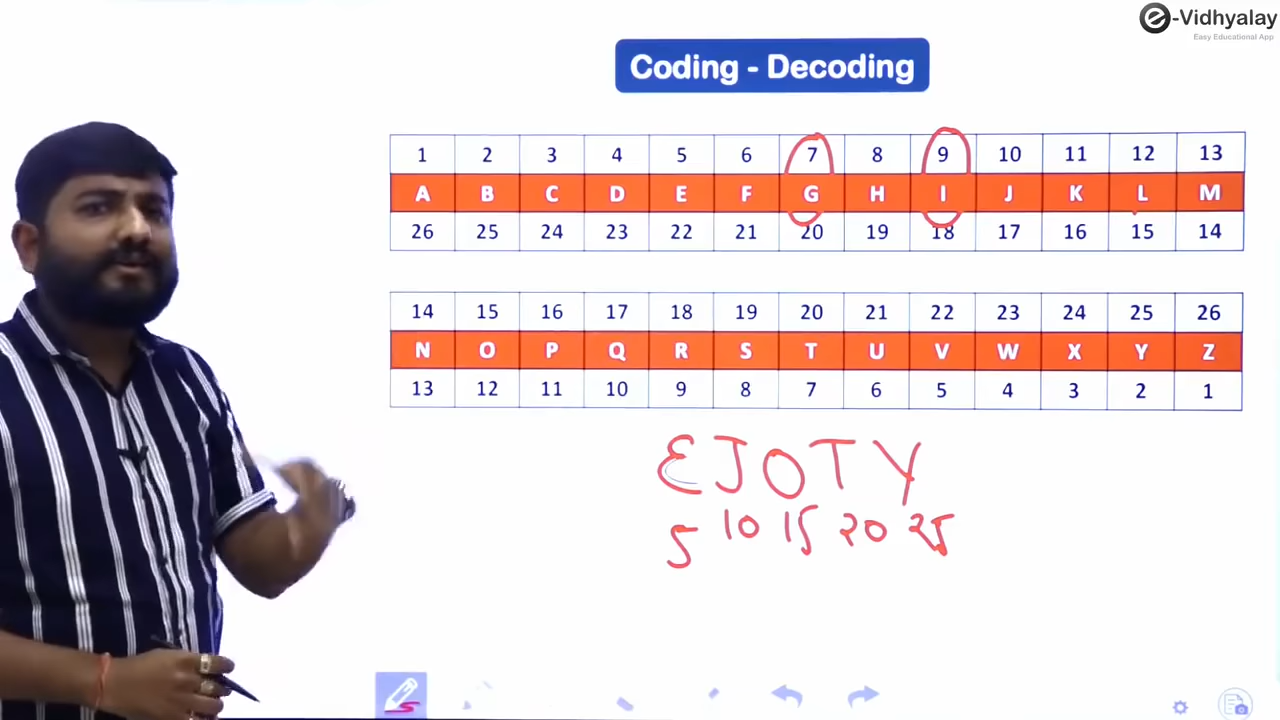 e-Vidhyalay
Easy Educational App
Coding - Decoding
1 2 3 4 5 6 7 8 9 10 11 12 13
A B C D E F G H I J K L M
26 25 24 23 22 21 20 19 18 17 16 15 14
14 15 16 17 18 19 20 21 22 23 24 25 26
N O P Q R S T U V W X Y Z
13 12 11 10 9 8 7 6 5 4 3 2 1
E J O T Y
5 10 15 20 25